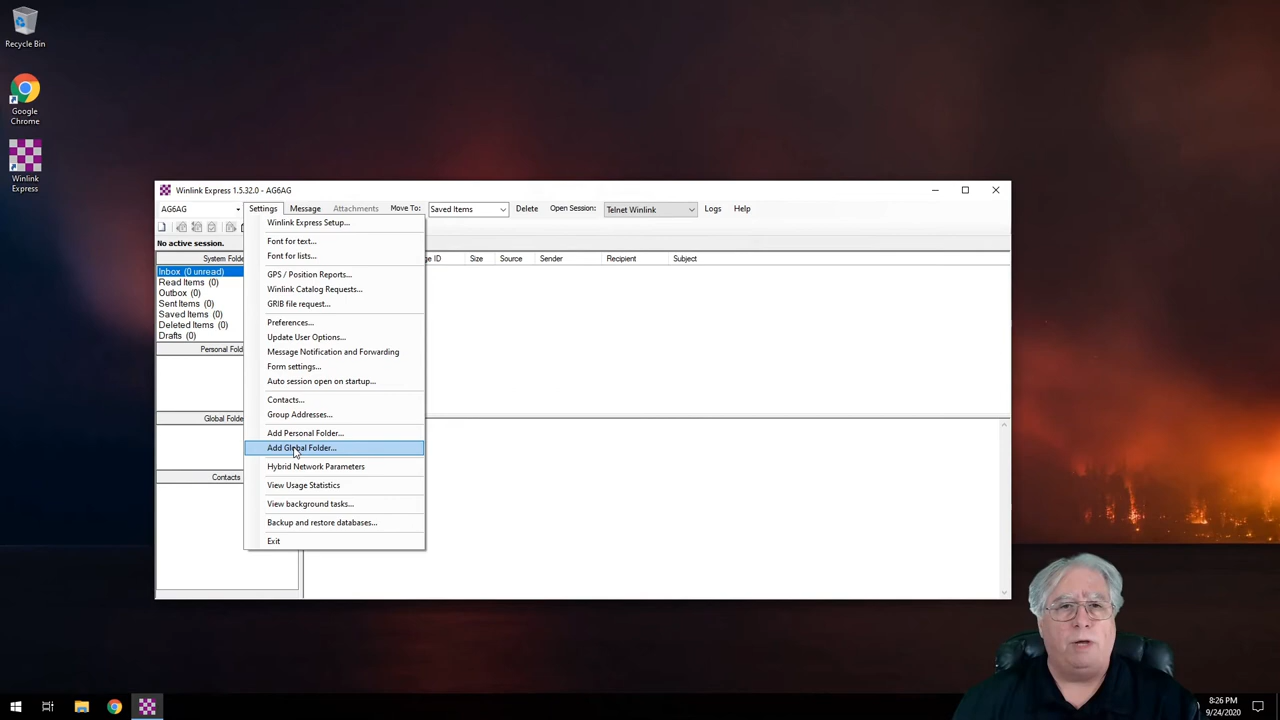 Recycle Bin
Google
Chrome
Winlink
Express
Winlink Express 1.5.32.0 - AG6AG
AG6AG
Settings
Message
Attachments
Move To:
Saved Items
Delete
Open Session:
Telnet Winlink
Logs
Help
No active session.
System Folde
Inbox (0 unread)
Read Items (0)
Outbox (0)
Sent Items (0)
Saved Items (0)
Deleted Items (0)
Drafts (0)
Personal Fold
Global Folde
Contacts
Winlink Express Setup...
Font for text...
Font for lists...
GPS / Position Reports...
Winlink Catalog Requests...
GRIB file request...
Preferences...
Update User Options...
Message Notification and Forwarding
Form settings...
Auto session open on startup...
Contacts...
Group Addresses...
Add Personal Folder...
Add Global Folder...
Hybrid Network Parameters
View Usage Statistics
View background tasks...
Backup and restore databases...
Exit
ge ID
Size
Source
Sender
Recipient
Subject
8:26 PM
9/24/2020